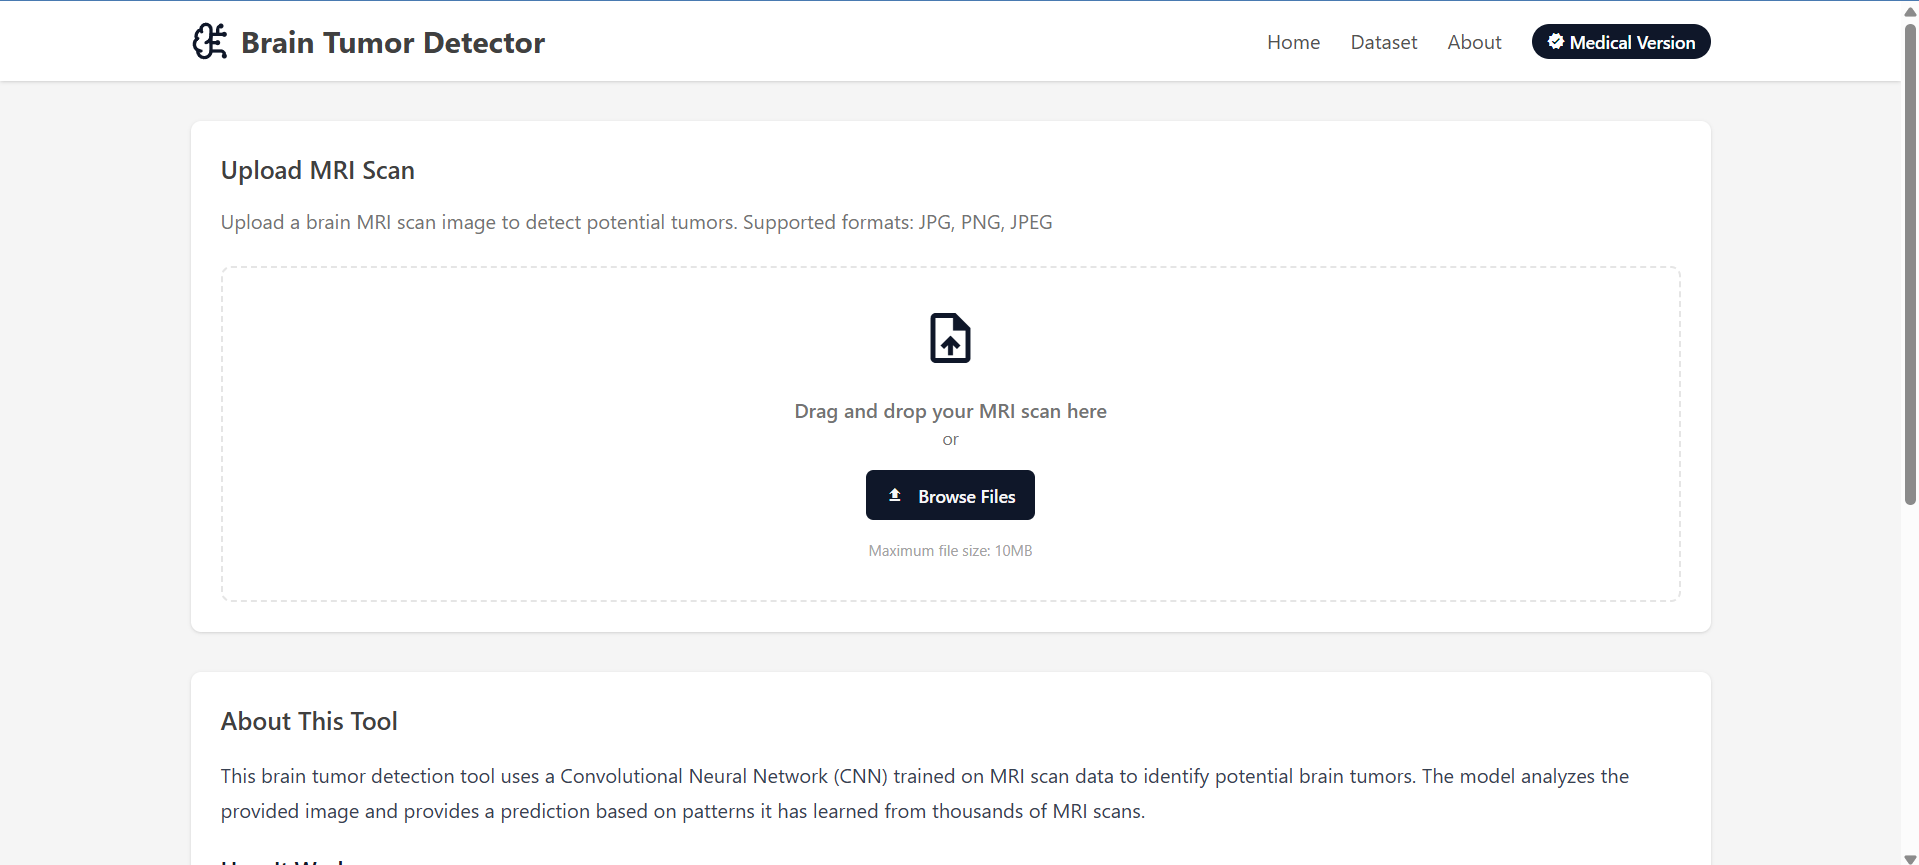 Brain Tumor Detector
Home
Dataset
About
Medical Version
Upload MRI Scan
Upload a brain MRI scan image to detect potential tumors. Supported formats: JPG, PNG, JPEG
Drag and drop your MRI scan here
or
Browse Files
Maximum file size: 10MB
About This Tool
This brain tumor detection tool uses a Convolutional Neural Network (CNN) trained on MRI scan data to identify potential brain tumors. The model analyzes the
provided image and provides a prediction based on patterns it has learned from thousands of MRI scans.